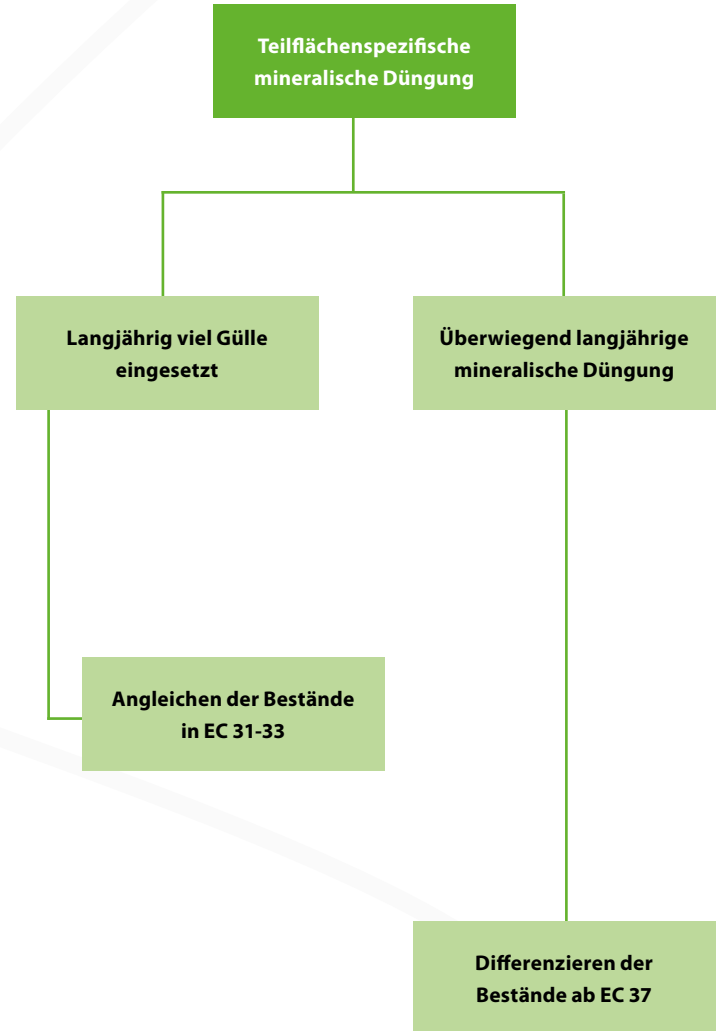 Teilflächenspezifische
mineralische Düngung
Langjährig viel Gülle
eingesetzt
Überwiegend langjährige
mineralische Düngung
Angleichen der Bestände
in EC 31-33
Differenzieren der
Bestände ab EC 37